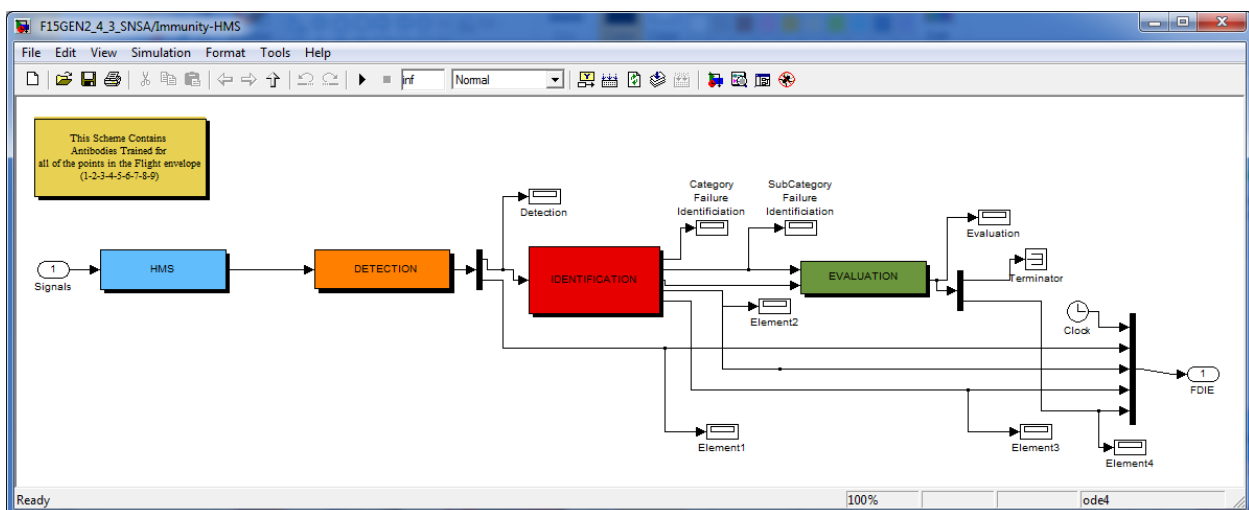 F15GEN2_4_3_SNSA/Immunity-HMS
File Edit View Simulation Format Tools Help
inf Normal
This Scheme Contains
Antibodies Trained for
all of the points in the Flight envelope
(1-2-3-4-5-6-7-8-9)
Category
Failure
Identificiation
SubCategory
Failure
Identificiation
Detection
Evaluation
1
Signals
HMS
DETECTION
IDENTIFICATION
EVALUATION
Terminator
Element2
Clock
1
FDIE
Element1
Element3
Element4
Ready 100% ode4